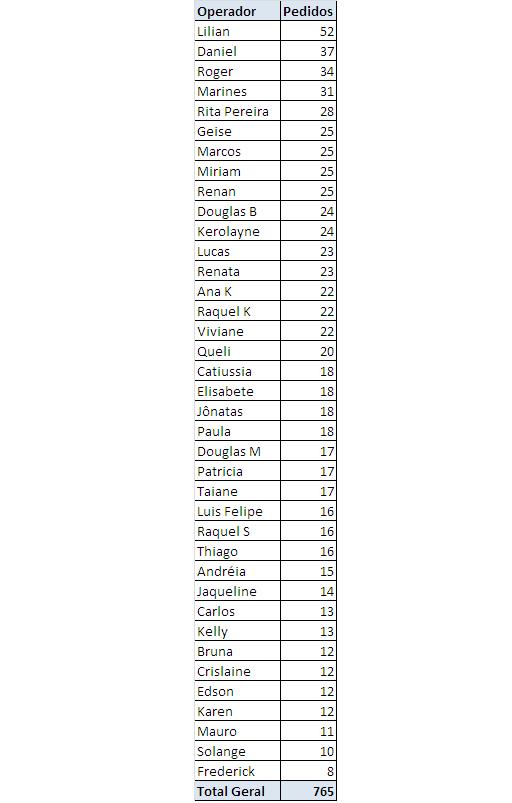 Operador Pedidos
Lilian 52
Daniel 37
Roger 34
Marines 31
Rita Pereira 28
Geise 25
Marcos 25
Miriam 25
Renan 25
Douglas B 24
Kerolayne 24
Lucas 23
Renata 23
Ana K 22
Raquel K 22
Viviane 22
Queli 20
Catiussia 18
Elisabete 18
Jônatas 18
Paula 18
Douglas M 17
Patricia 17
Taiane 17
Luis Felipe 16
Raquel S 16
Thiago 16
Andréia 15
Jaqueline 14
Carlos 13
Kelly 13
Bruna 12
Crislaine 12
Edson 12
Karen 12
Mauro 11
Solange 10
Frederick 8
Total Geral 765